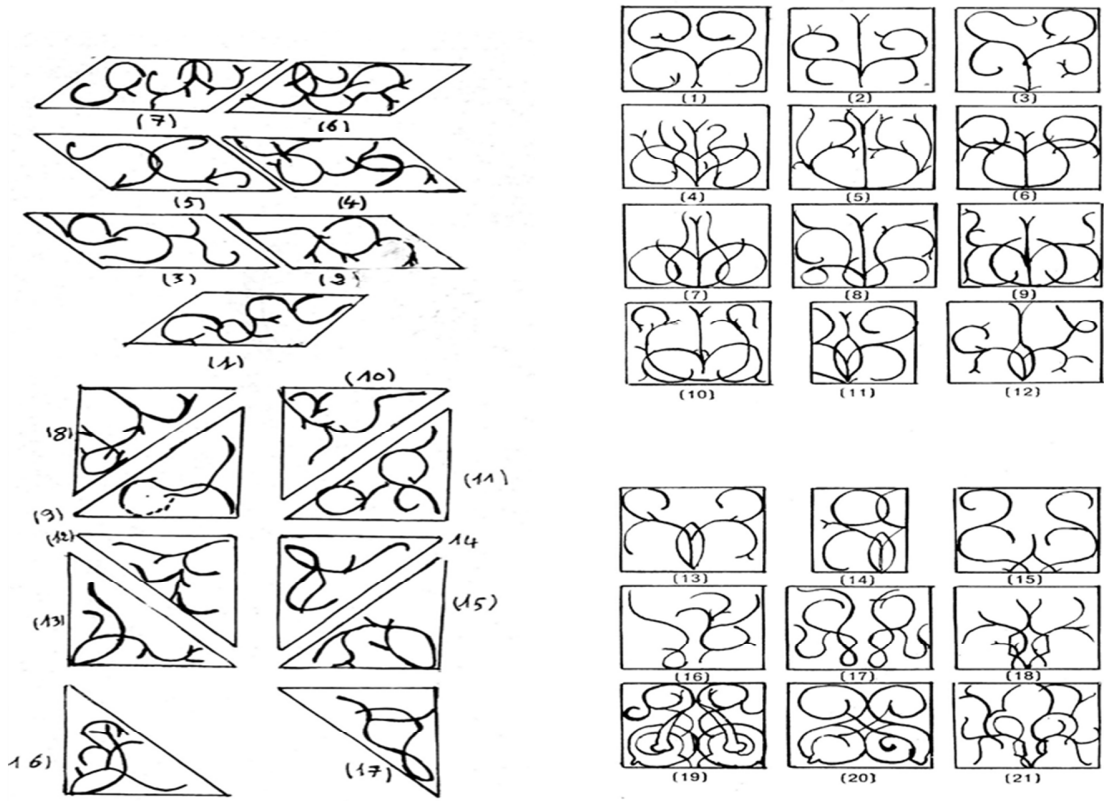 (7) (6)
(5) (4)
(3) (2)
(1)
(10)
(8)
(11)
(9)
(12) 14
(13) (15)
16) (17)
(1) (2) (3)
(4) (5) (6)
(7) (8) (9)
(10) (11) (12)
(13) (14) (15)
(16) (17) (18)
(19) (20) (21)